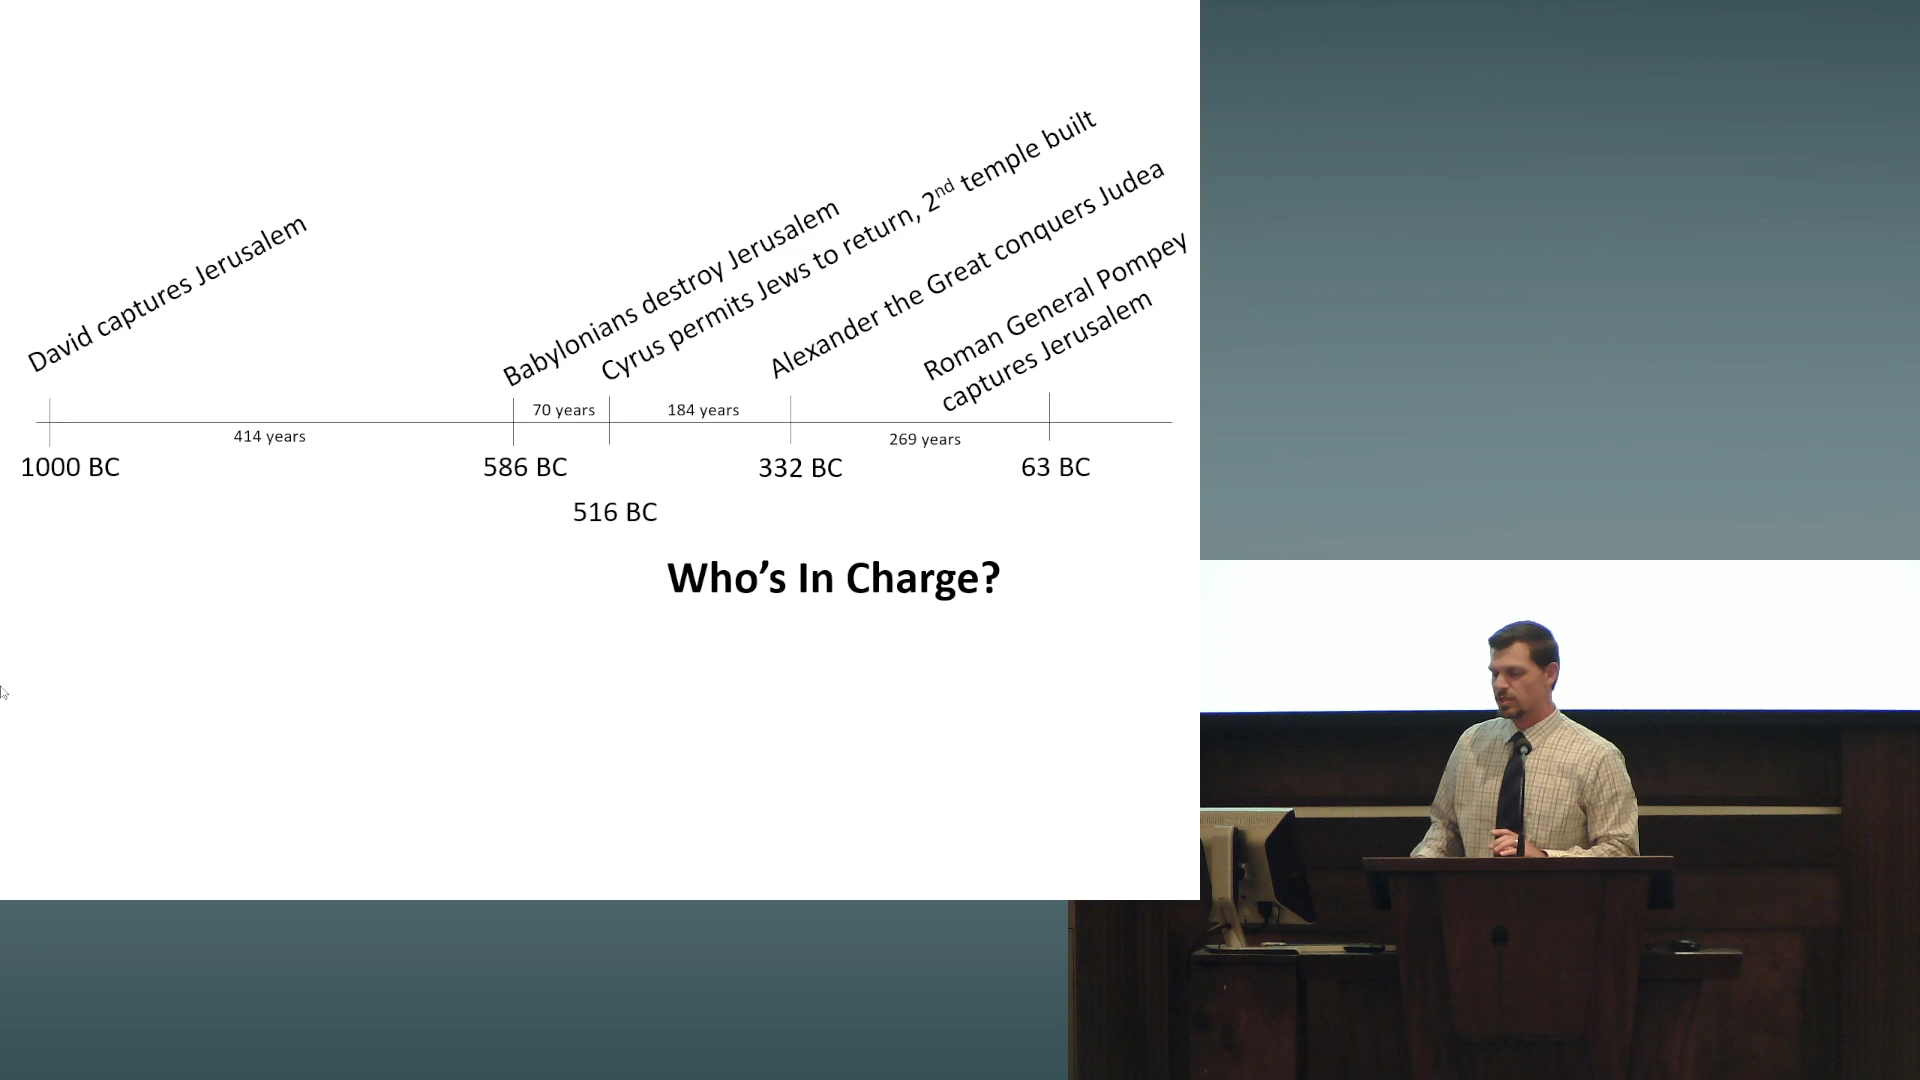 David captures Jerusalem
Babylonians destroy Jerusalem
Cyrus permits Jews to return, 2nd temple built
Alexander the Great conquers Judea
Roman General Pompey
captures Jerusalem
70 years
184 years
414 years
269 years
1000 BC
586 BC
332 BC
63 BC
516 BC
Who's In Charge?